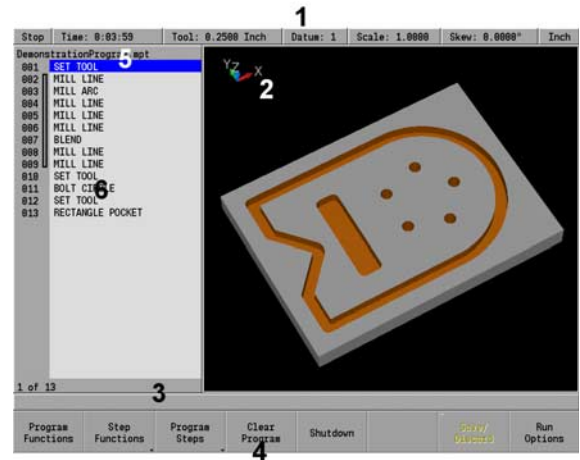 1
Stop Time: 0:03:59 Tool: 0.2500 Inch Datum: 1 Scale: 1.0000 Skew: 0.0000° Inch
DemonstrationProgram.mpt
5
001 SET TOOL
002 MILL LINE
003 MILL ARC
004 MILL LINE
005 MILL LINE
006 MILL LINE
007 BLEND
008 MILL LINE
009 MILL LINE
010 SET TOOL
011 BOLT CIRCLE
012 SET TOOL
013 RECTANGLE POCKET
6
Y Z X
2
1 of 13
3
Program Functions
Step Functions
Program Steps
Clear Program
Shutdown
Save/ Discard
Run Options
4